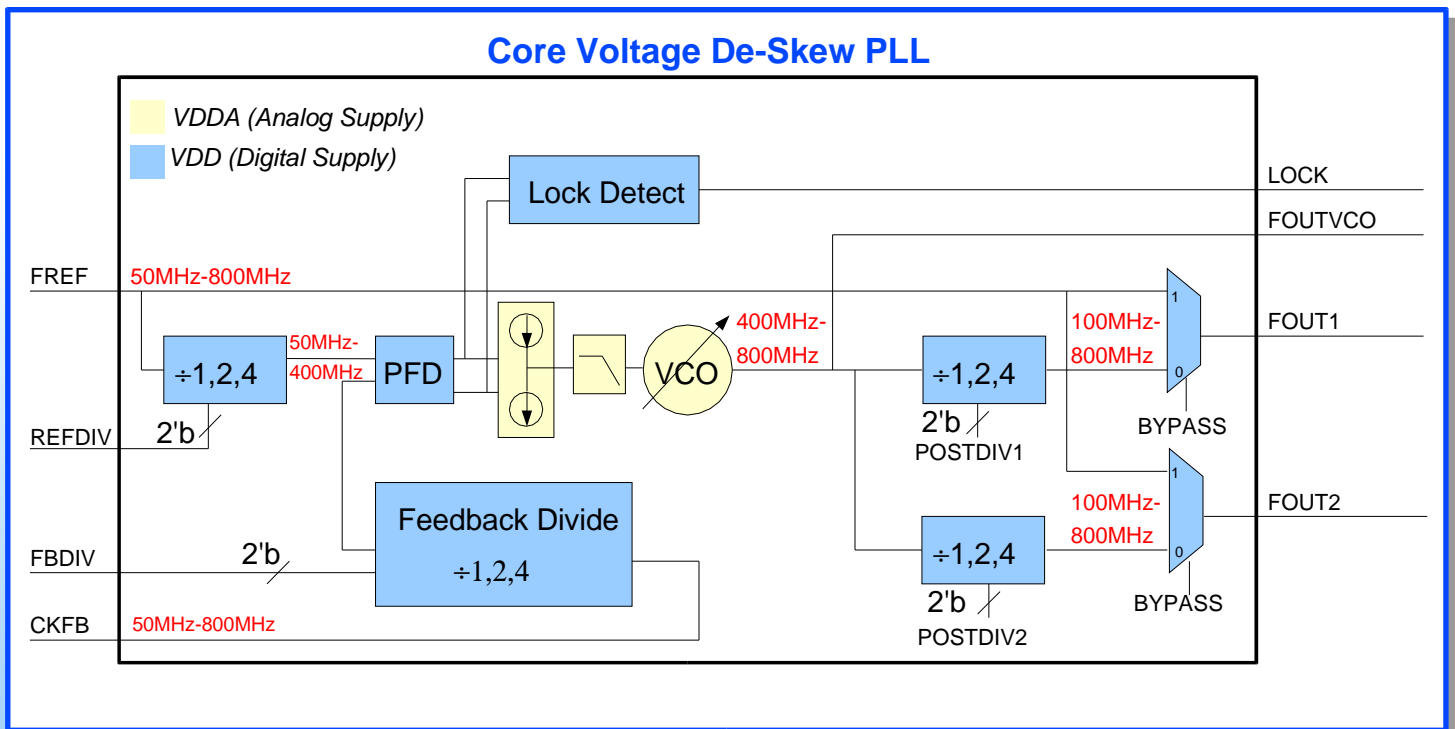 Core Voltage De-Skew PLL
VDDA (Analog Supply)
VDD (Digital Supply)
Lock Detect
LOCK
FOUTVCO
FREF
50MHz-800MHz
1
0
FOUT1
BYPASS
÷1,2,4
50MHz-
400MHz
PFD
VCO
400MHz-
800MHz
÷1,2,4
100MHz-
800MHz
REFDIV
2'b
2'b
POSTDIV1
Feedback Divide
÷1,2,4
FBDIV
2'b
CKFB
50MHz-800MHz
÷1,2,4
2'b
POSTDIV2
100MHz-
800MHz
1
0
FOUT2
BYPASS